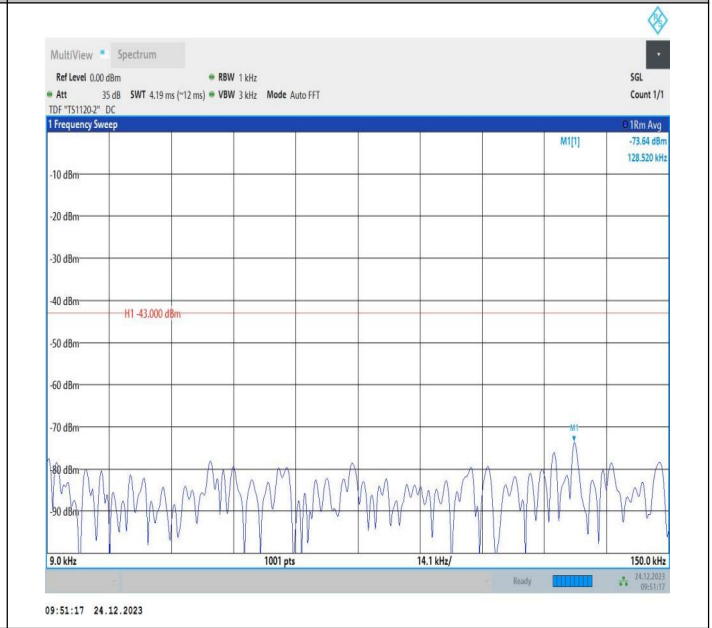 R S
MultiView Spectrum
Ref Level 0.00 dBm RBW 1 kHz SGL
Att 35 dB SWT 4.19 ms (~12 ms) VBW 3 kHz Mode Auto FFT Count 1/1
TDF "TS1120-2" DC
1 Frequency Sweep 1Rm Avg
M1[1] -73.64 dBm
128.520 kHz
-10 dBm
-20 dBm
-30 dBm
-40 dBm
H1 -43.000 dBm
-50 dBm
-60 dBm
-70 dBm
M1
-80 dBm
-90 dBm
9.0 kHz 1001 pts 14.1 kHz/ 150.0 kHz
Ready 24.12.2023
09:51:17
09:51:17 24.12.2023